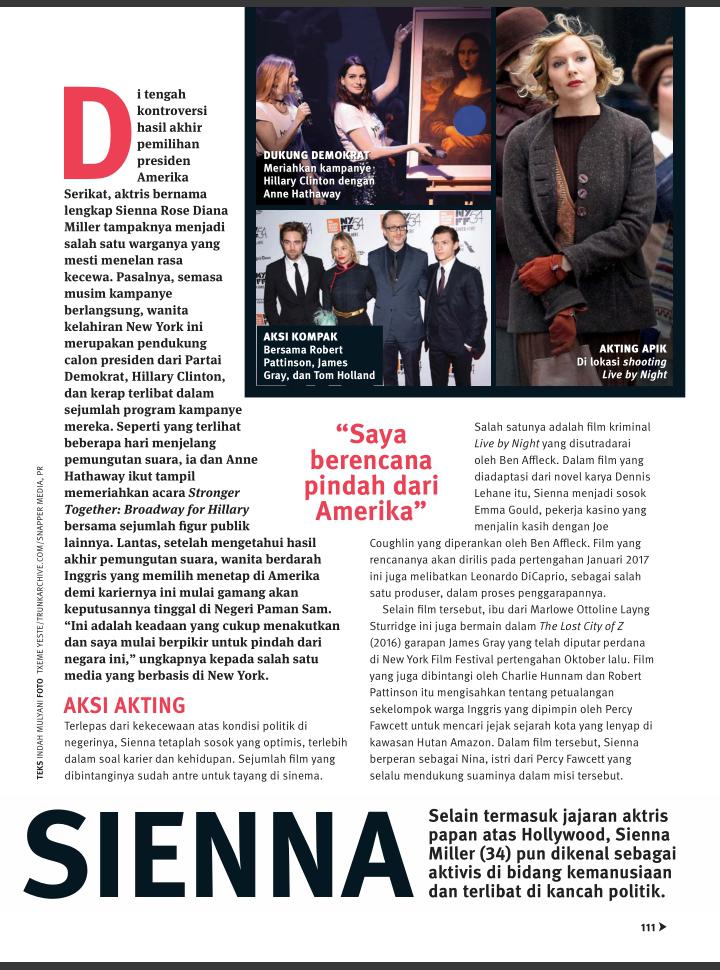 Di tengah
kontroversi
hasil akhir
pemilihan
presiden
Amerika
Serikat, aktris bernama
lengkap Sienna Rose Diana
Miller tampaknya menjadi
salah satu warganya yang
mesti menelan rasa
kecewa. Pasalnya, semasa
musim kampanye
berlangsung, wanita
kelahiran New York ini
merupakan pendukung
calon presiden dari Partai
Demokrat, Hillary Clinton,
dan kerap terlibat dalam
sejumlah program kampanye
mereka. Seperti yang terlihat
beberapa hari menjelang
pemungutan suara, ia dan Anne
Hathaway ikut tampil
memeriahkan acara Stronger
Together: Broadway for Hillary
bersama sejumlah figur publik
lainnya. Lantas, setelah mengetahui hasil
akhir pemungutan suara, wanita berdarah
Inggris yang memilih menetap di Amerika
demi kariernya ini mulai gamang akan
keputusannya tinggal di Negeri Paman Sam.
“Ini adalah keadaan yang cukup menakutkan
dan saya mulai berpikir untuk pindah dari
negara ini,” ungkapnya kepada salah satu
media yang berbasis di New York.
AKSI AKTING
Terlepas dari kekecewaan atas kondisi politik di
negerinya, Sienna tetaplah sosok yang optimis, terlebih
dalam soal karier dan kehidupan. Sejumlah film yang
dibintanginya sudah antre untuk tayang di sinema.
DUKUNG DEMOKRAT
Meriahkan kampanye
Hillary Clinton dengan
Anne Hathaway
AKSI KOMPAK
Bersama Robert
Pattinson, James
Gray, dan Tom Holland
AKTING APIK
Di lokasi shooting
Live by Night
“Saya
berencana
pindah dari
Amerika”
Salah satunya adalah film kriminal
Live by Night yang disutradarai
oleh Ben Affleck. Dalam film yang
diadaptasi dari novel karya Dennis
Lehane itu, Sienna menjadi sosok
Emma Gould, pekerja kasino yang
menjalin kasih dengan Joe
Coughlin yang diperankan oleh Ben Affleck. Film yang
rencananya akan dirilis pada pertengahan Januari 2017
ini juga melibatkan Leonardo DiCaprio, sebagai salah
satu produser, dalam proses penggarapannya.
Selain film tersebut, ibu dari Marlowe Ottoline Layng
Sturridge ini juga bermain dalam The Lost City of Z
(2016) garapan James Gray yang telah diputar perdana
di New York Film Festival pertengahan Oktober lalu. Film
yang juga dibintangi oleh Charlie Hunnam dan Robert
Pattinson itu mengisahkan tentang petualangan
sekelompok warga Inggris yang dipimpin oleh Percy
Fawcett untuk mencari jejak sejarah kota yang lenyap di
kawasan Hutan Amazon. Dalam film tersebut, Sienna
berperan sebagai Nina, istri dari Percy Fawcett yang
selalu mendukung suaminya dalam misi tersebut.
TEKS INDAH MULYANI FOTO TXEME YESTE/TRUNKARCHIVE.COM/SNAPPER MEDIA, PR
SIENNA
Selain termasuk jajaran aktris
papan atas Hollywood, Sienna
Miller (34) pun dikenal sebagai
aktivis di bidang kemanusiaan
dan terlibat di kancah politik.
111